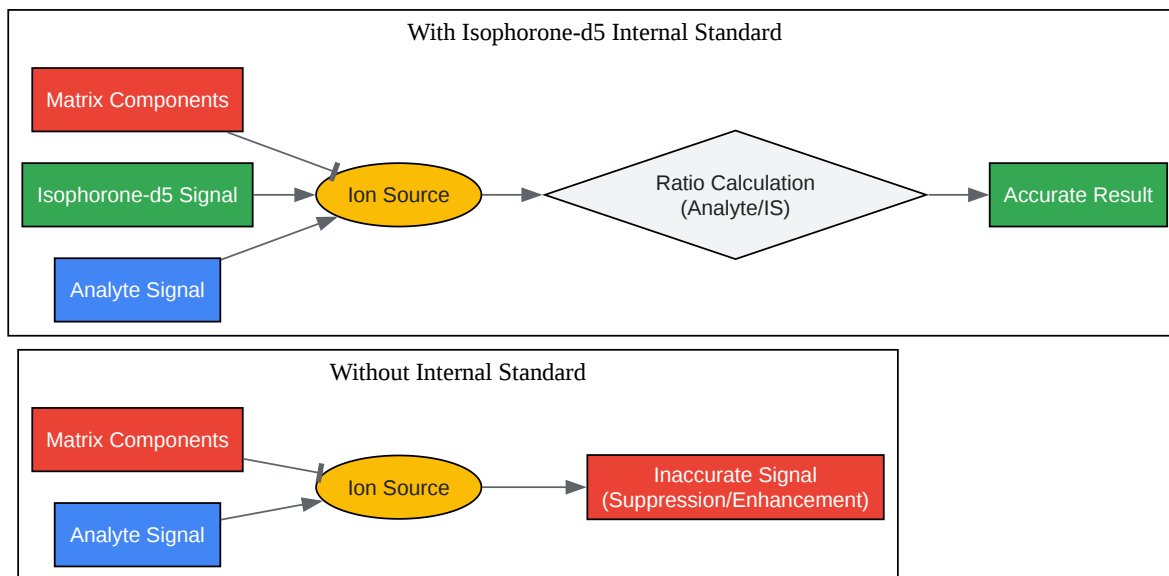 With Isophorone-d5 Internal Standard
Matrix Components
Isophorone-d5 Signal
Analyte Signal
Ion Source
Ratio Calculation
(Analyte/IS)
Accurate Result
Without Internal Standard
Matrix Components
Analyte Signal
Ion Source
Inaccurate Signal
(Suppression/Enhancement)